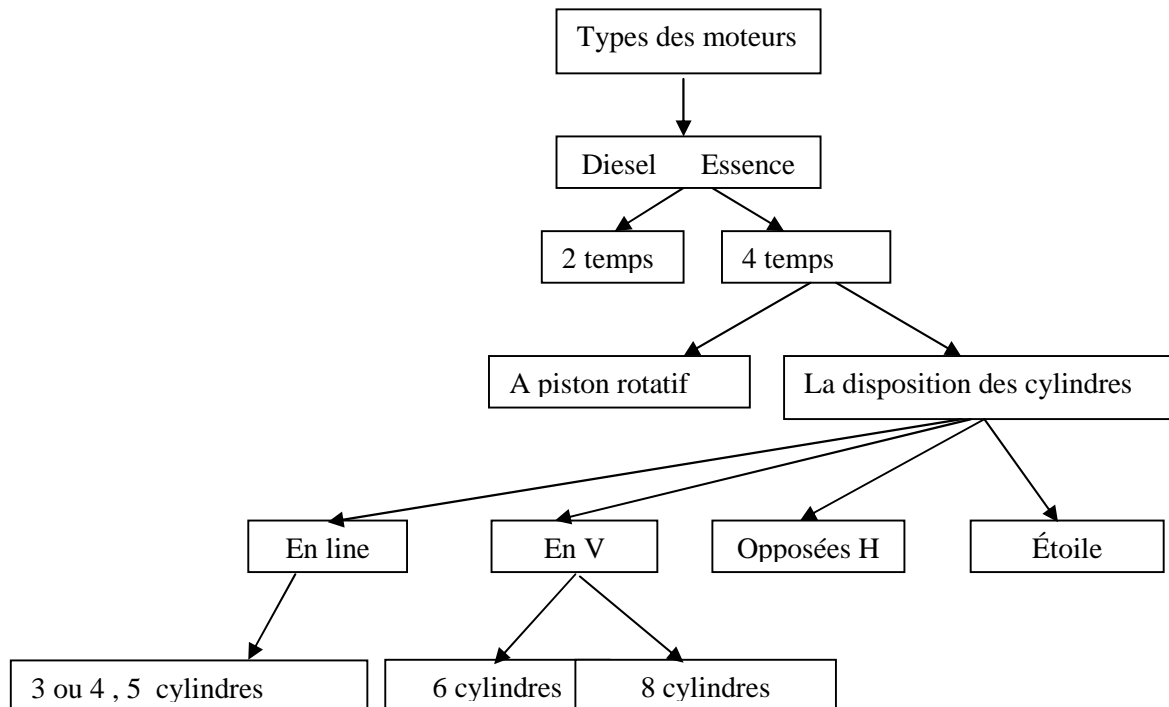 Types des moteurs
Diesel Essence
2 temps
4 temps
A piston rotatif
La disposition des cylindres
En line
En V
Opposées H
Étoile
3 ou 4 , 5 cylindres
6 cylindres
8 cylindres